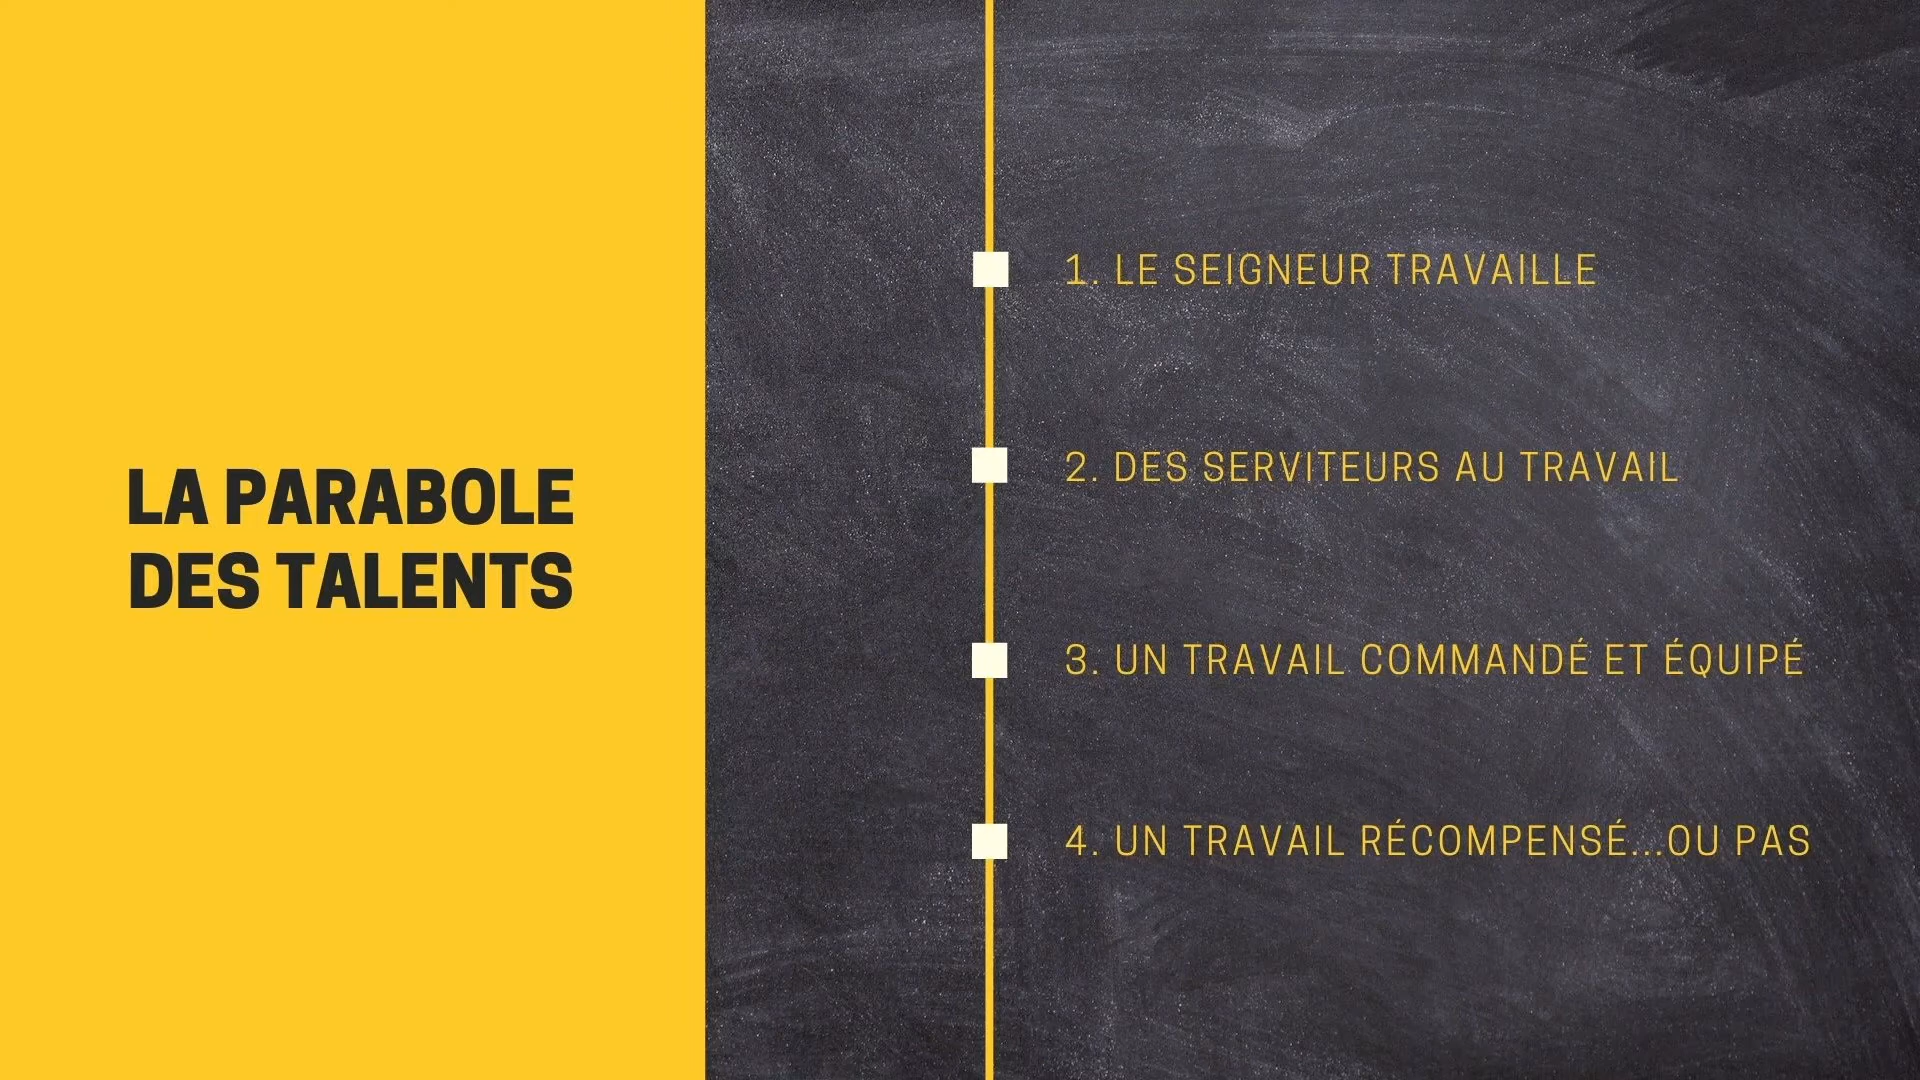 LA PARABOLE
DES TALENTS
1. LE SEIGNEUR TRAVAILLE
2. DES SERVITEURS AU TRAVAIL
3. UN TRAVAIL COMMANDÉ ET ÉQUIPÉ
4. UN TRAVAIL RÉCOMPENSÉ...OU PAS